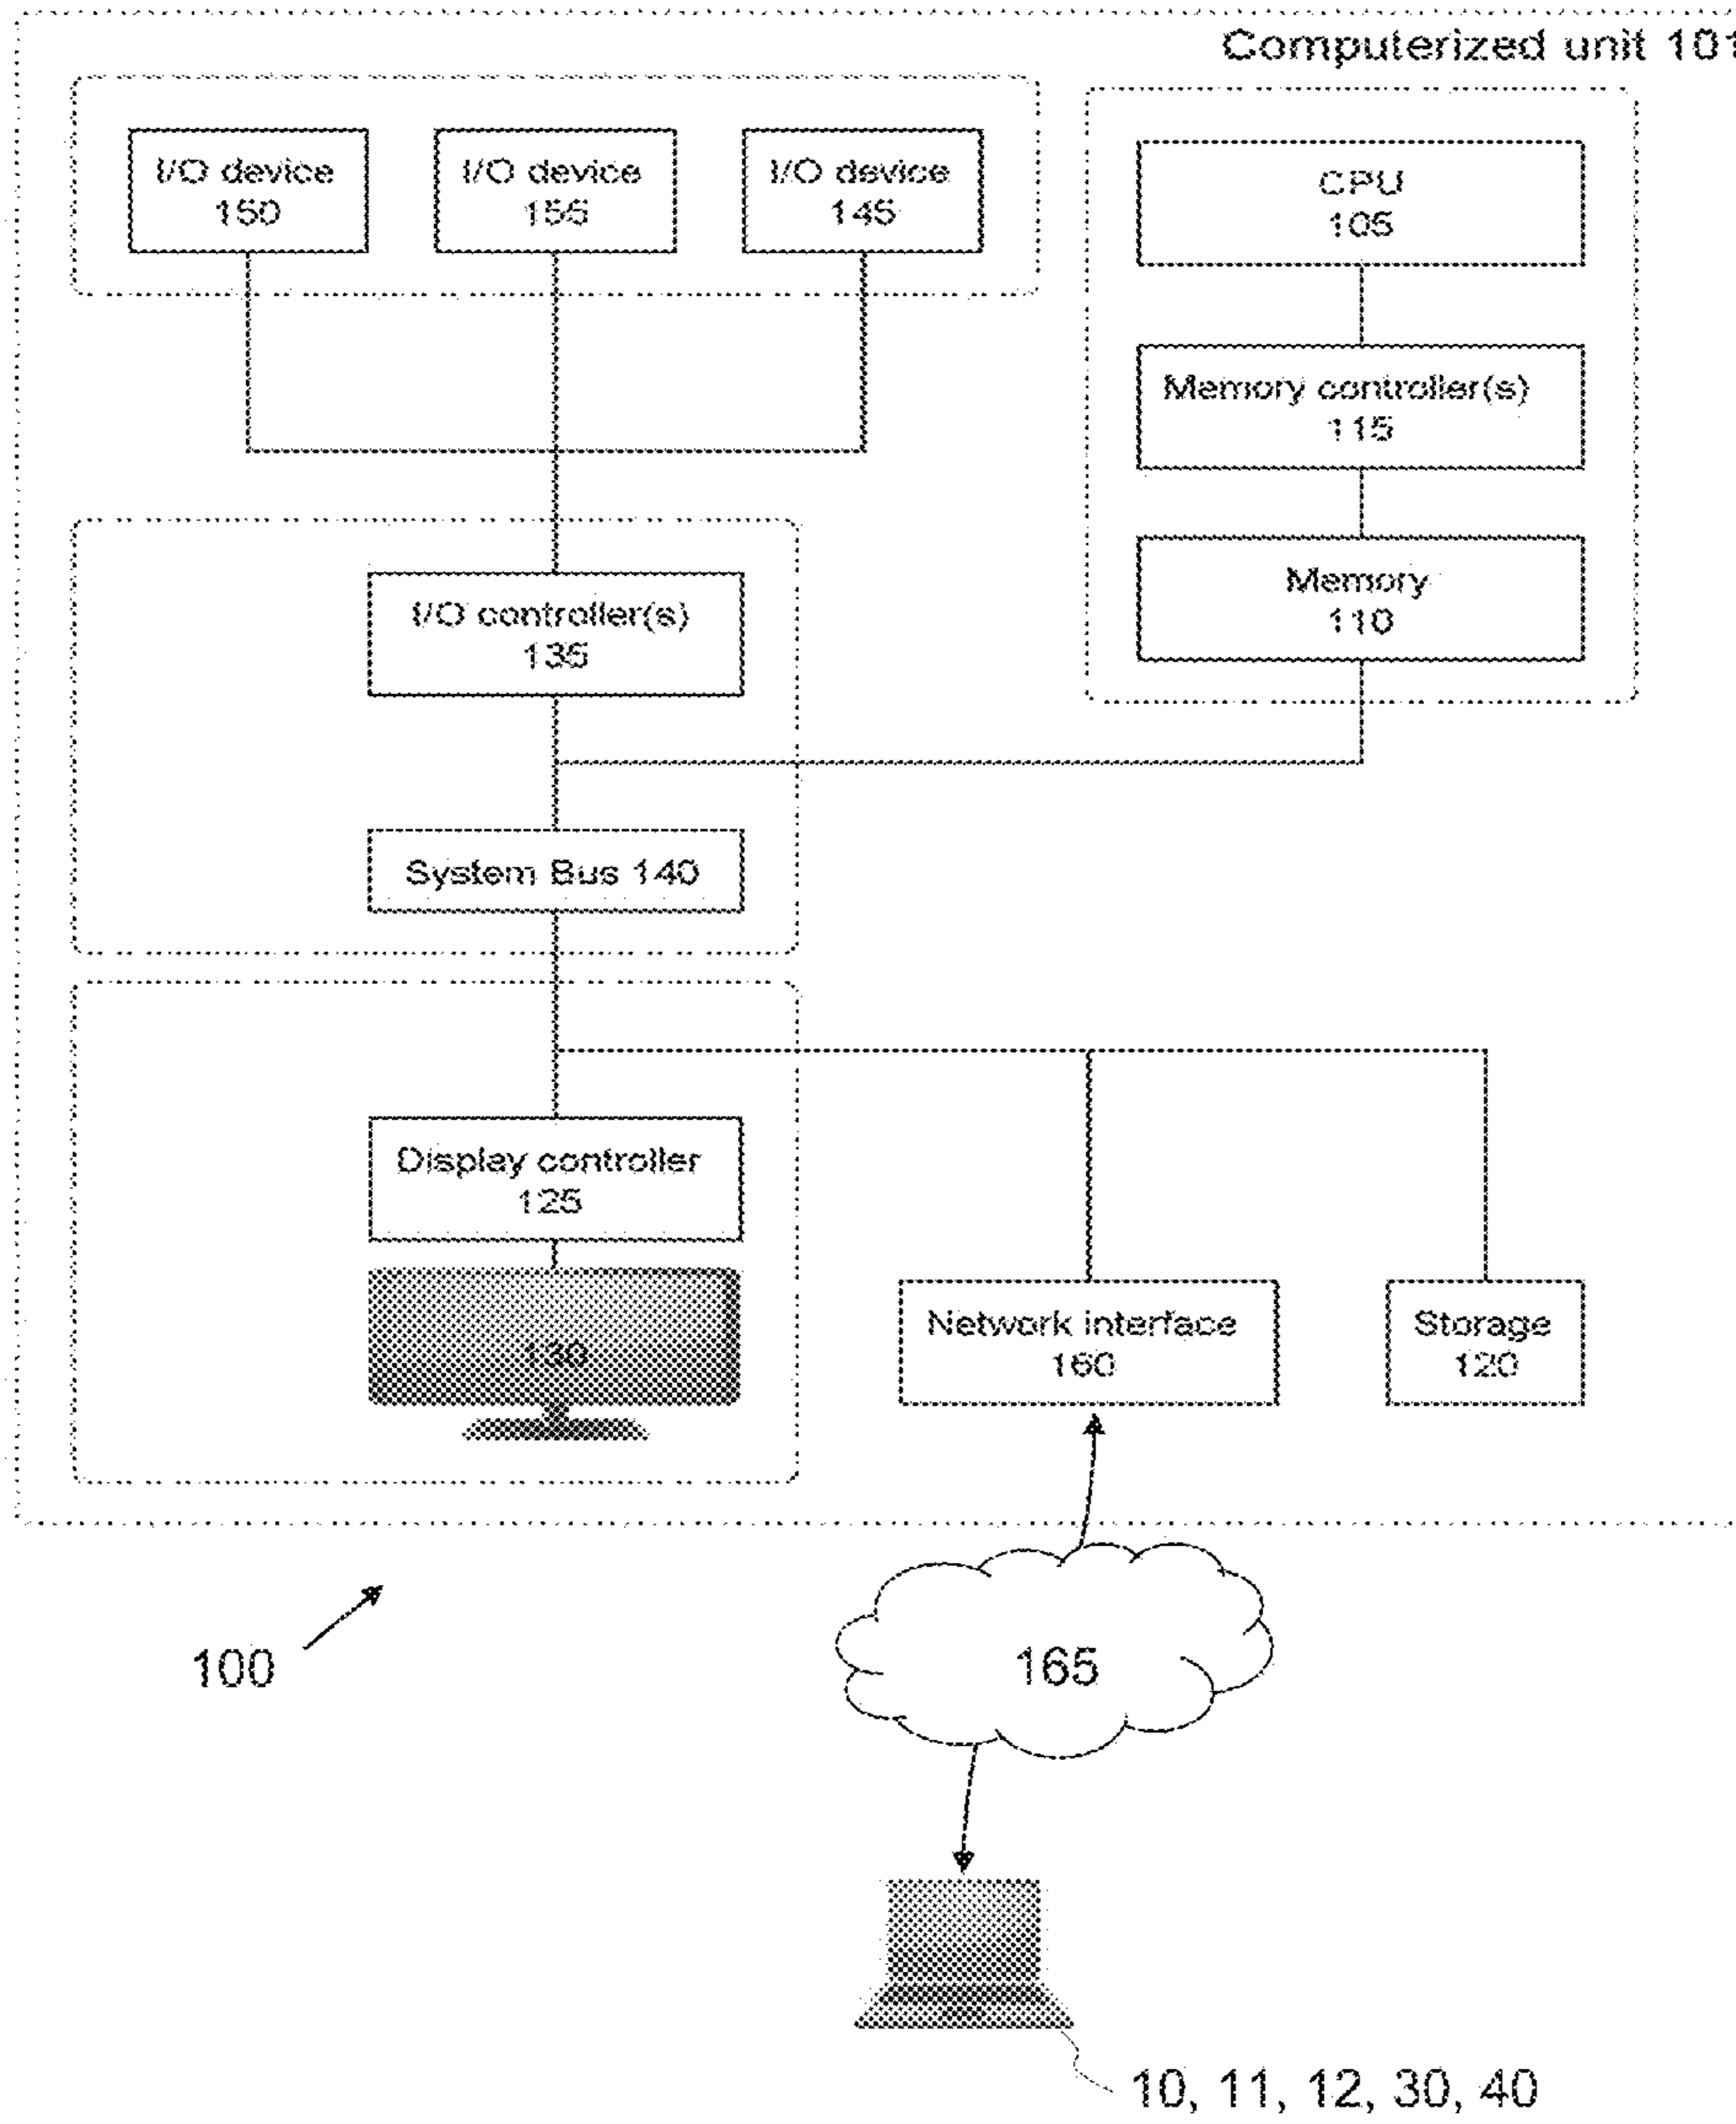 Computerized unit 101
I/O device
150
I/O device
155
I/O device
145
CPU
105
Memory controller(s)
115
Memory
110
I/O controller(s)
135
System Bus 140
Display controller
125
130
Network interface
160
Storage
120
100
165
10, 11, 12, 30, 40